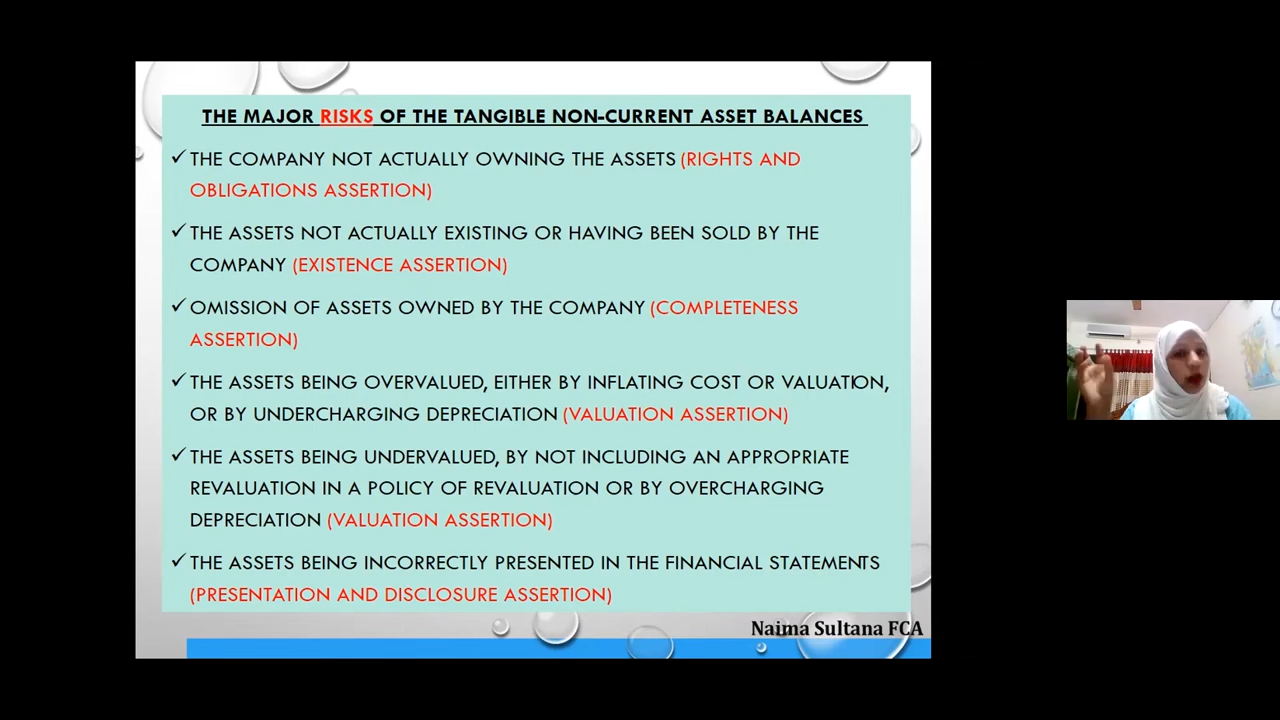 THE MAJOR RISKS OF THE TANGIBLE NON-CURRENT ASSET BALANCES
✓ THE COMPANY NOT ACTUALLY OWNING THE ASSETS (RIGHTS AND
OBLIGATIONS ASSERTION)
✓ THE ASSETS NOT ACTUALLY EXISTING OR HAVING BEEN SOLD BY THE
COMPANY (EXISTENCE ASSERTION)
✓ OMISSION OF ASSETS OWNED BY THE COMPANY (COMPLETENESS
ASSERTION)
✓ THE ASSETS BEING OVERVALUED, EITHER BY INFLATING COST OR VALUATION,
OR BY UNDERCHARGING DEPRECIATION (VALUATION ASSERTION)
✓ THE ASSETS BEING UNDERVALUED, BY NOT INCLUDING AN APPROPRIATE
REVALUATION IN A POLICY OF REVALUATION OR BY OVERCHARGING
DEPRECIATION (VALUATION ASSERTION)
✓ THE ASSETS BEING INCORRECTLY PRESENTED IN THE FINANCIAL STATEMENTS
(PRESENTATION AND DISCLOSURE ASSERTION)
Naima Sultana FCA